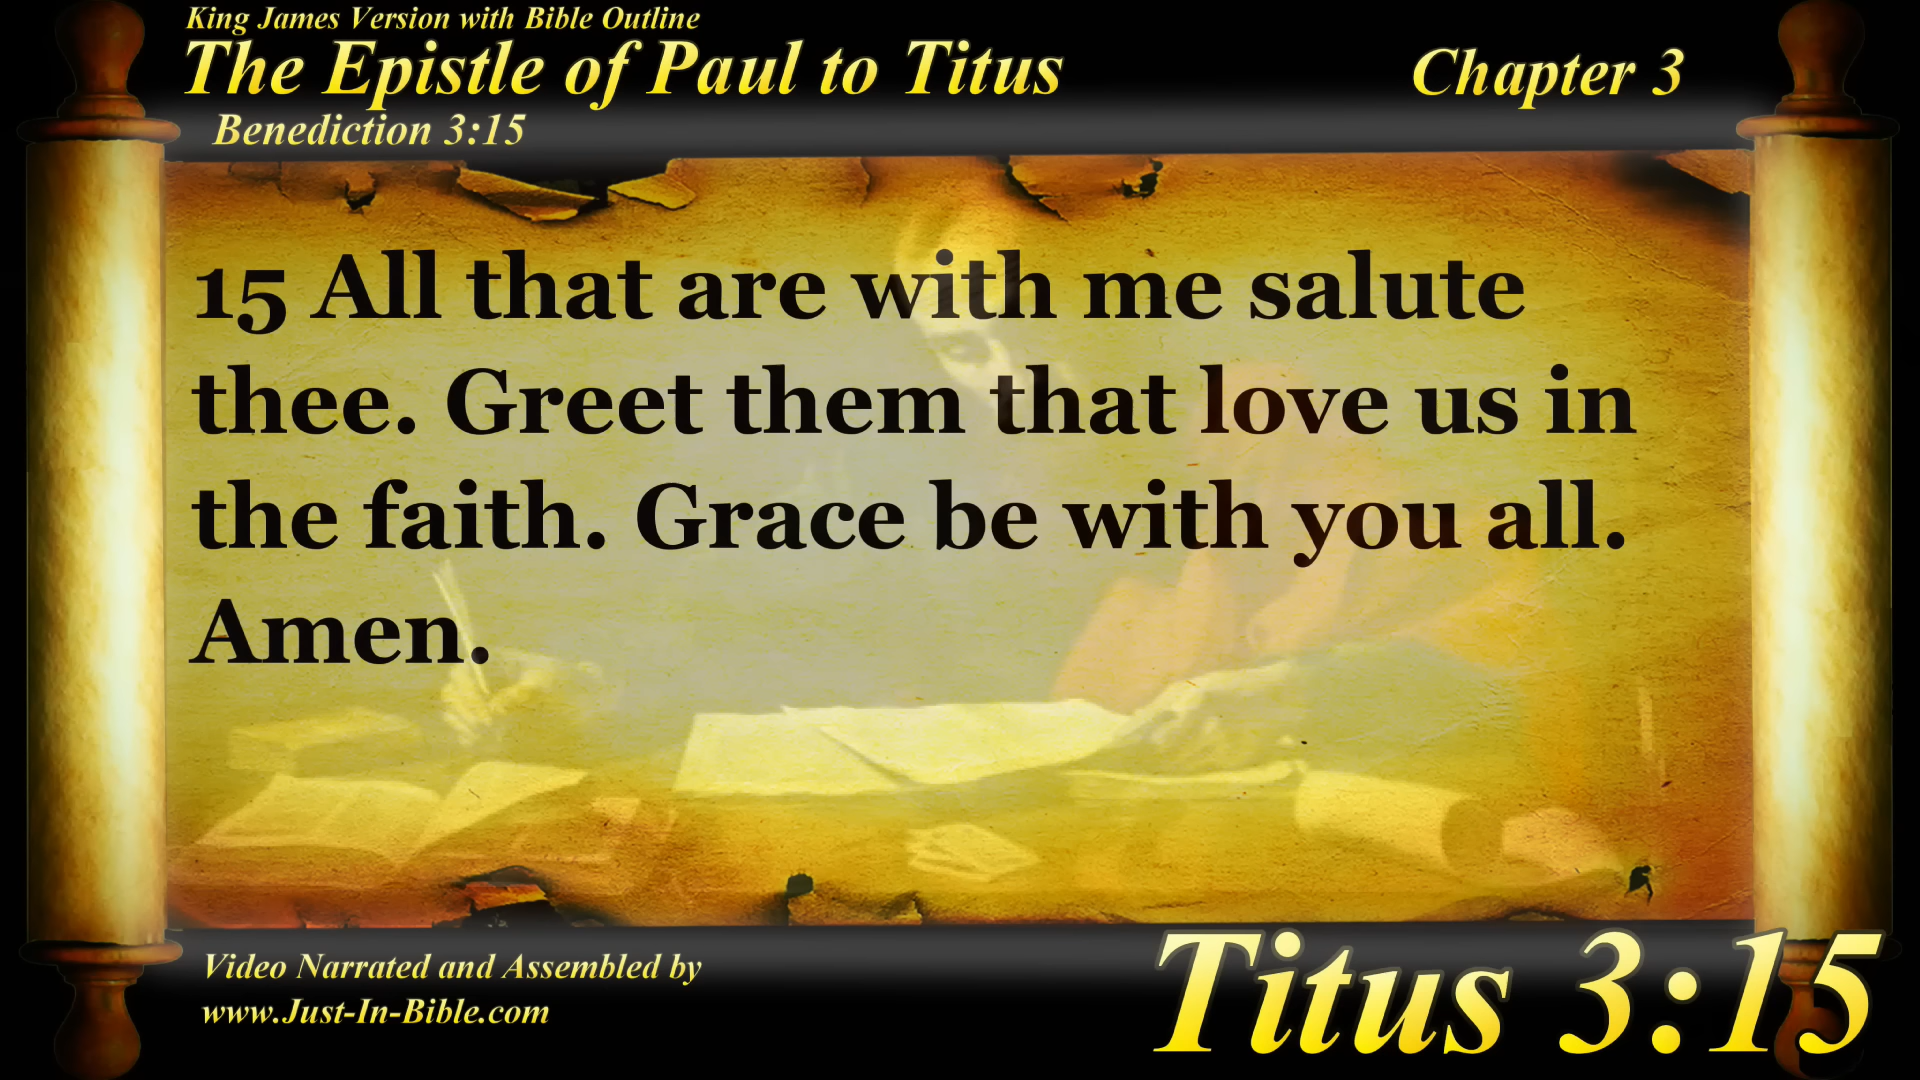 King James Version with Bible Outline
The Epistle of Paul to Titus
Chapter 3
Benediction 3:15
15 All that are with me salute
thee. Greet them that love us in
the faith. Grace be with you all.
Amen.
Video Narrated and Assembled by
www.Just-In-Bible.com
Titus 3:15